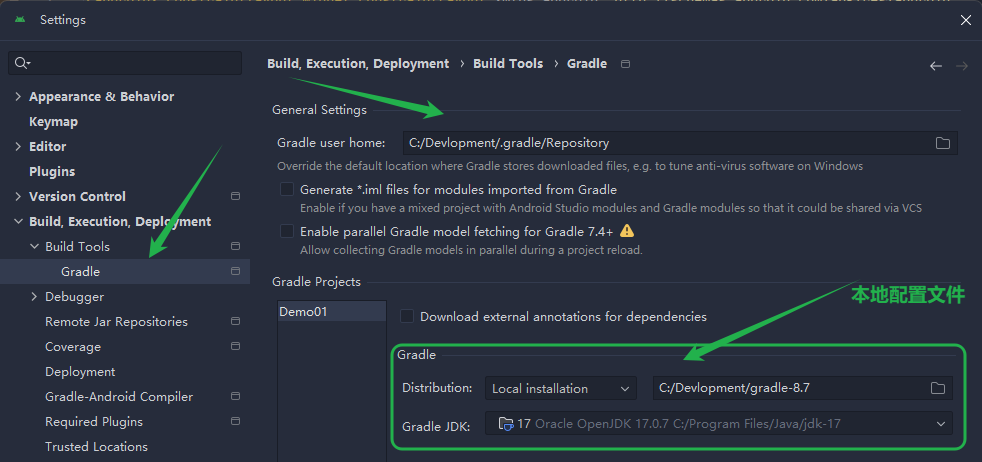 Settings
Build, Execution, Deployment › Build Tools › Gradle
Appearance & Behavior
Keymap
Editor
Plugins
Version Control
Build, Execution, Deployment
Build Tools
Gradle
Debugger
Remote Jar Repositories
Coverage
Deployment
Gradle-Android Compiler
Required Plugins
Trusted Locations
General Settings
Gradle user home: C:/Devlopment/.gradle/Repository
Override the default location where Gradle stores downloaded files, e.g. to tune anti-virus software on Windows
Generate *.iml files for modules imported from Gradle
Enable if you have a mixed project with Android Studio modules and Gradle modules so that it could be shared via VCS
Enable parallel Gradle model fetching for Gradle 7.4+
Allow collecting Gradle models in parallel during a project reload.
Gradle Projects
本地配置文件
Demo01
Download external annotations for dependencies
Gradle
Distribution: Local installation C:/Devlopment/gradle-8.7
Gradle JDK: 17 Oracle OpenJDK 17.0.7 C:/Program Files/Java/jdk-17